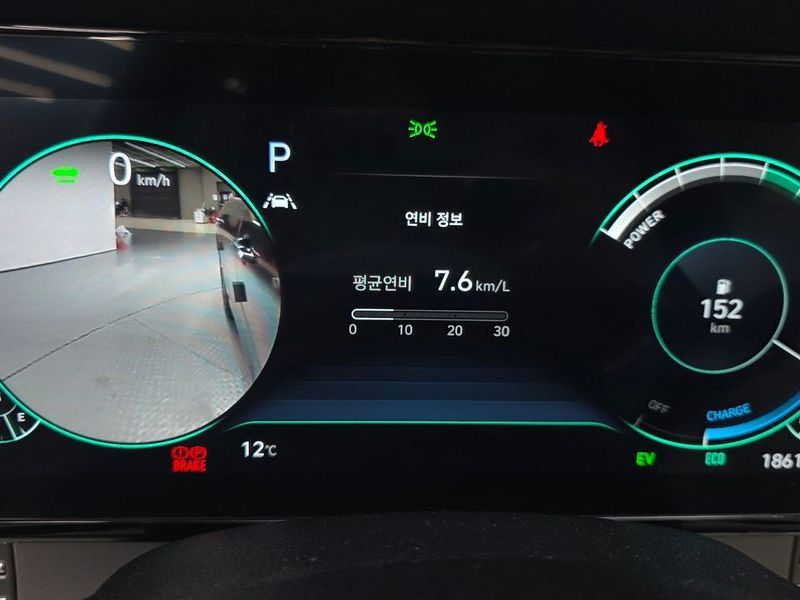 0 km/h
P
연비 정보
평균연비 7.6 km/L
0 10 20 30
POWER
152
km
OFF
CHARGE
E
BRAKE
12℃
EV
ECO
1861